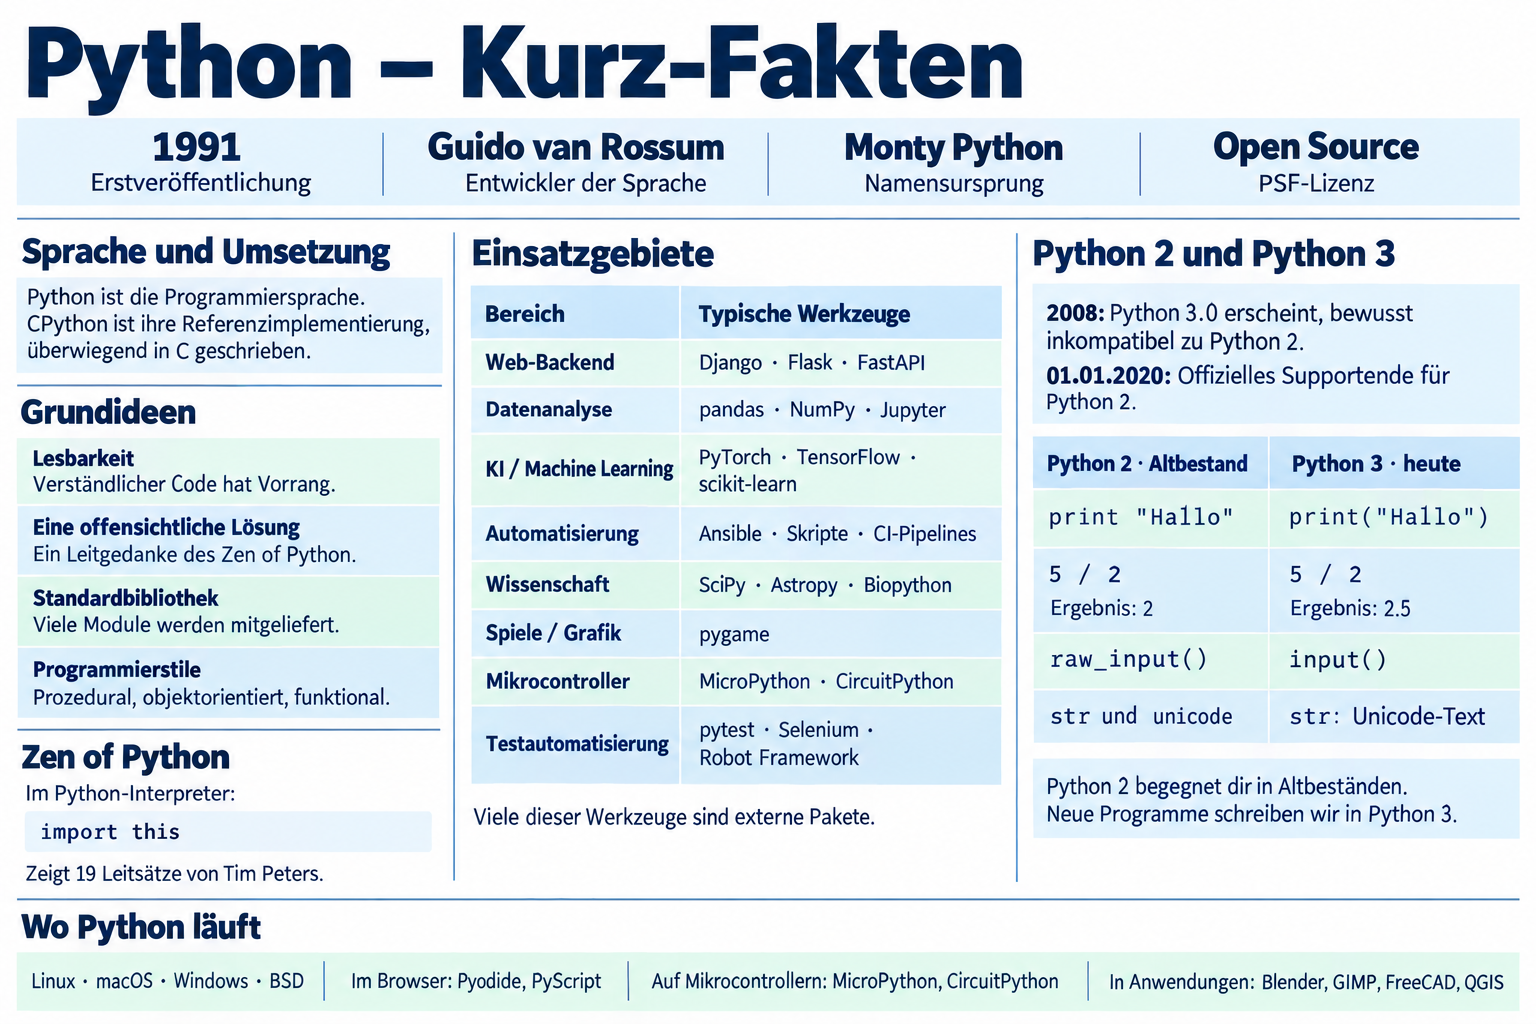 Python – Kurz-Fakten
1991
Erstveröffentlichung
Guido van Rossum
Entwickler der Sprache
Monty Python
Namensursprung
Open Source
PSF-Lizenz
Sprache und Umsetzung
Python ist die Programmiersprache.
CPython ist ihre Referenzimplementierung,
überwiegend in C geschrieben.
Grundideen
Lesbarkeit
Verständlicher Code hat Vorrang.
Eine offensichtliche Lösung
Ein Leitgedanke des Zen of Python.
Standardbibliothek
Viele Module werden mitgeliefert.
Programmierstile
Prozedural, objektorientiert, funktional.
Zen of Python
Im Python-Interpreter:
import this
Zeigt 19 Leitsätze von Tim Peters.
Einsatzgebiete
Bereich Typische Werkzeuge
Web-Backend Django · Flask · FastAPI
Datenanalyse pandas · NumPy · Jupyter
KI / Machine Learning PyTorch · TensorFlow ·
scikit-learn
Automatisierung Ansible · Skripte · CI-Pipelines
Wissenschaft SciPy · Astropy · Biopython
Spiele / Grafik pygame
Mikrocontroller MicroPython · CircuitPython
Testautomatisierung pytest · Selenium ·
Robot Framework
Viele dieser Werkzeuge sind externe Pakete.
Python 2 und Python 3
2008: Python 3.0 erscheint, bewusst
inkompatibel zu Python 2.
01.01.2020: Offizielles Supportende für
Python 2.
Python 2 · Altbestand Python 3 · heute
print "Hallo" print("Hallo")
5 / 2 5 / 2
Ergebnis: 2 Ergebnis: 2.5
raw_input() input()
str und unicode str: Unicode-Text
Python 2 begegnet dir in Altbeständen.
Neue Programme schreiben wir in Python 3.
Wo Python läuft
Linux · macOS · Windows · BSD
Im Browser: Pyodide, PyScript
Auf Mikrocontrollern: MicroPython, CircuitPython
In Anwendungen: Blender, GIMP, FreeCAD, QGIS